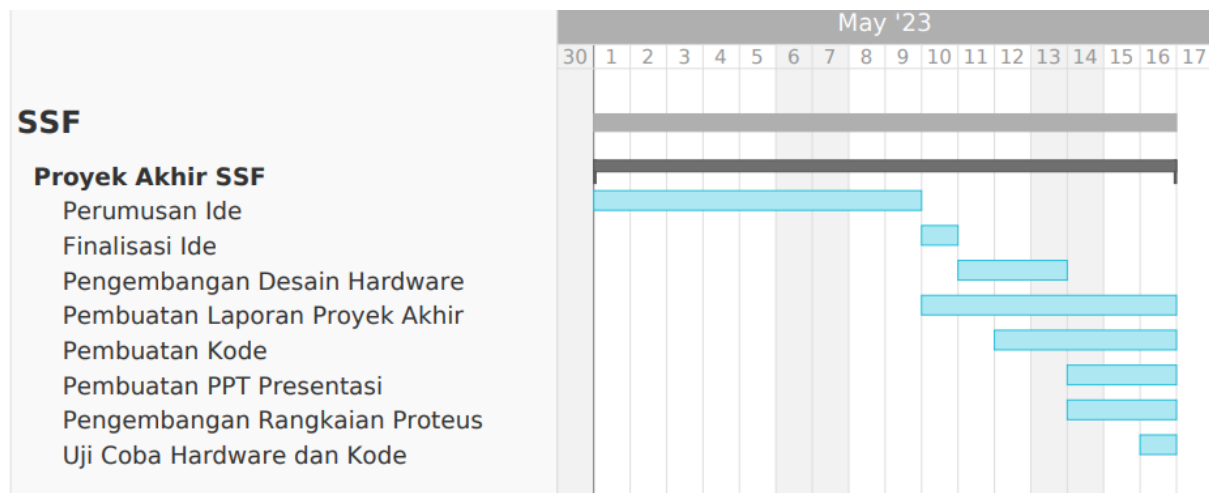 May '23
30 1 2 3 4 5 6 7 8 9 10 11 12 13 14 15 16 17
SSF
Proyek Akhir SSF
Perumusan Ide
Finalisasi Ide
Pengembangan Desain Hardware
Pembuatan Laporan Proyek Akhir
Pembuatan Kode
Pembuatan PPT Presentasi
Pengembangan Rangkaian Proteus
Uji Coba Hardware dan Kode